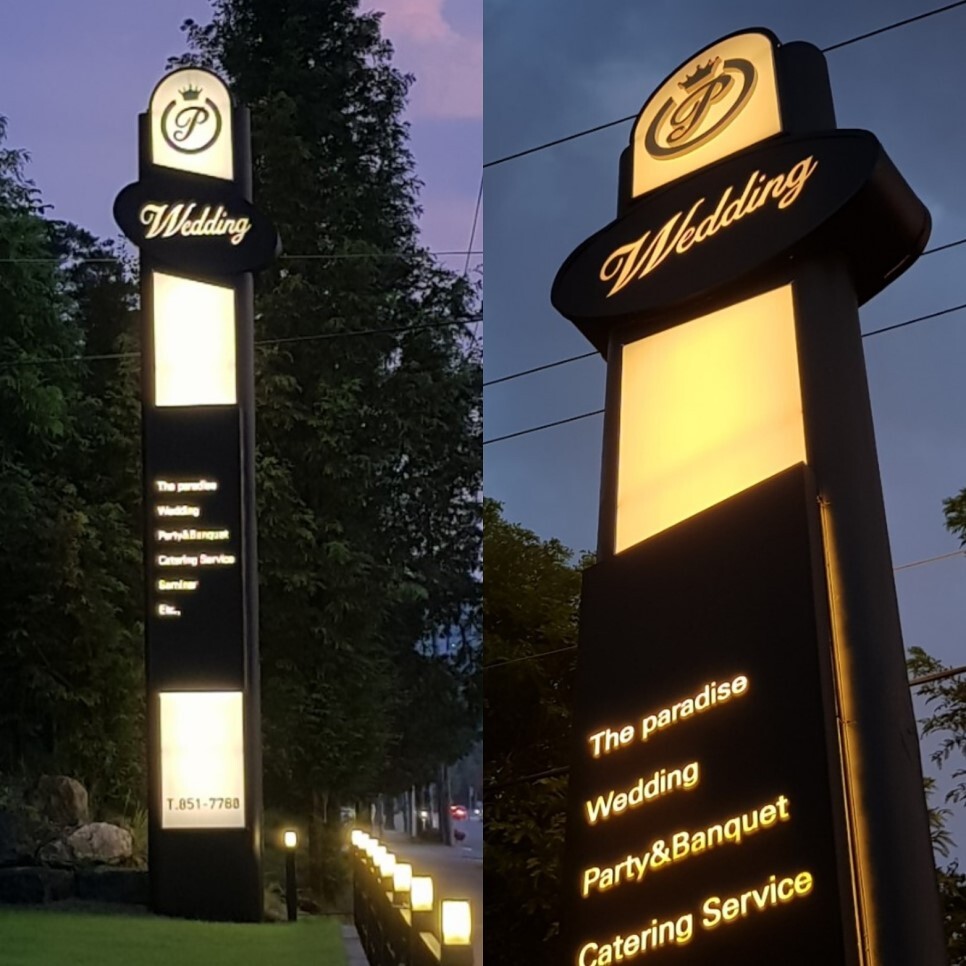 P
Wedding
The paradise
Wedding
Party&Banquet
Catering Service
Seminar
Etc.,
T.851-7780
P
Wedding
The paradise
Wedding
Party&Banquet
Catering Service